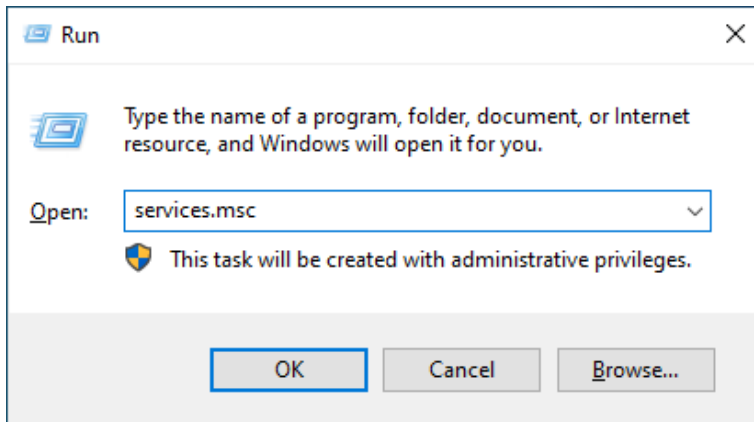 Run
Type the name of a program, folder, document, or Internet
resource, and Windows will open it for you.
Open: services.msc
This task will be created with administrative privileges.
OK Cancel Browse...